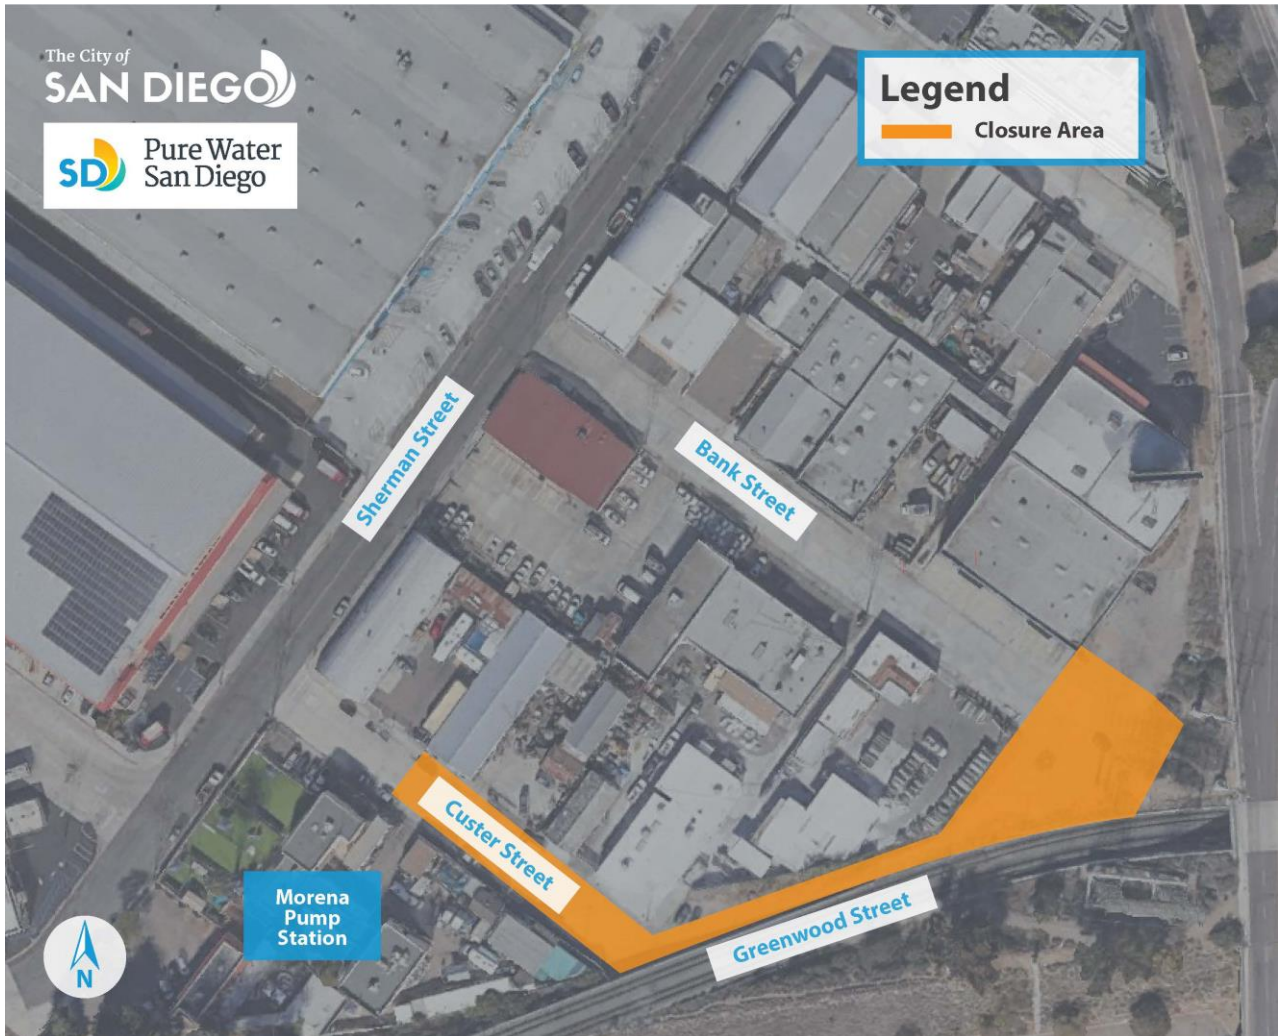 The City of
SAN DIEGO
SD
Pure Water
San Diego
Legend
Closure Area
Sherman Street
Bank Street
Custer Street
Morena
Pump
Station
Greenwood Street
N